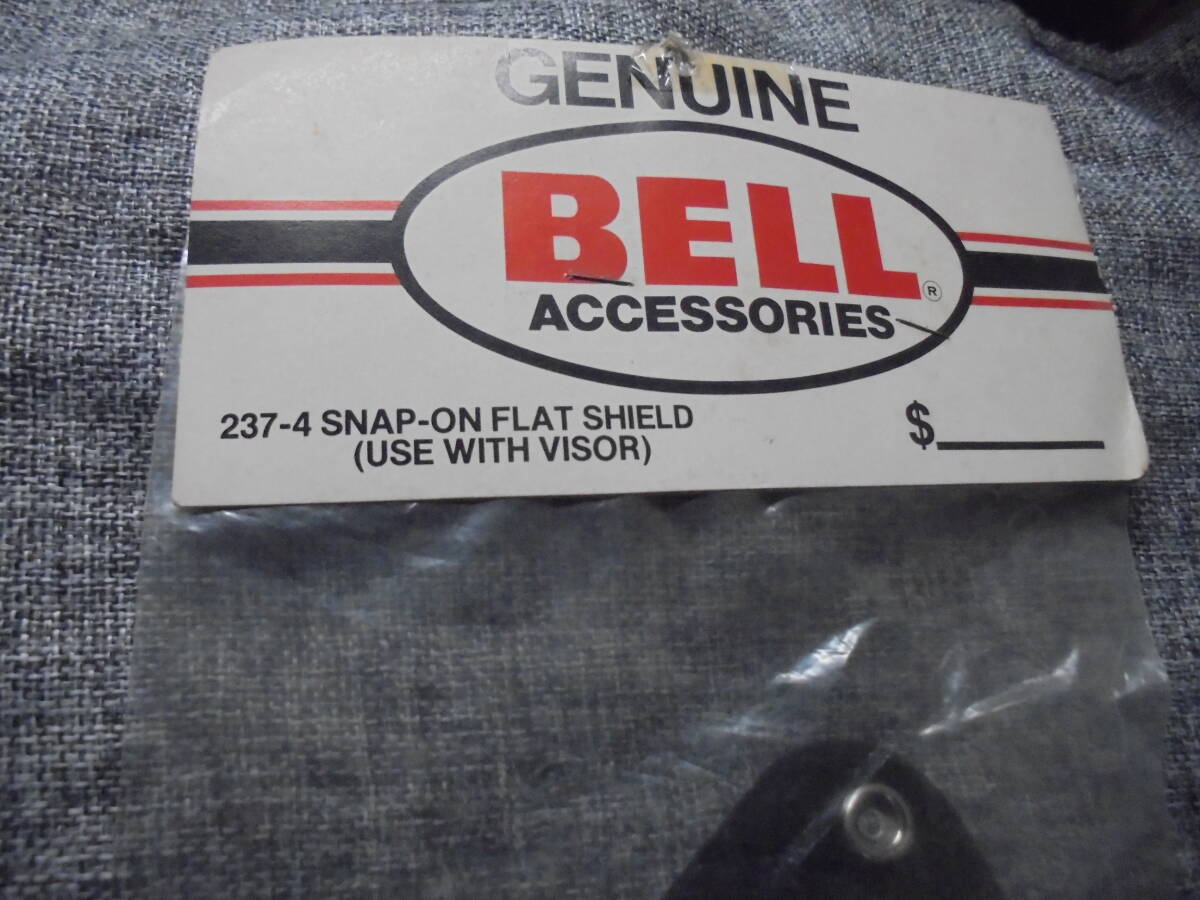 GENUINE
BELL®
ACCESSORIES
237-4 SNAP-ON FLAT SHIELD
(USE WITH VISOR)
$